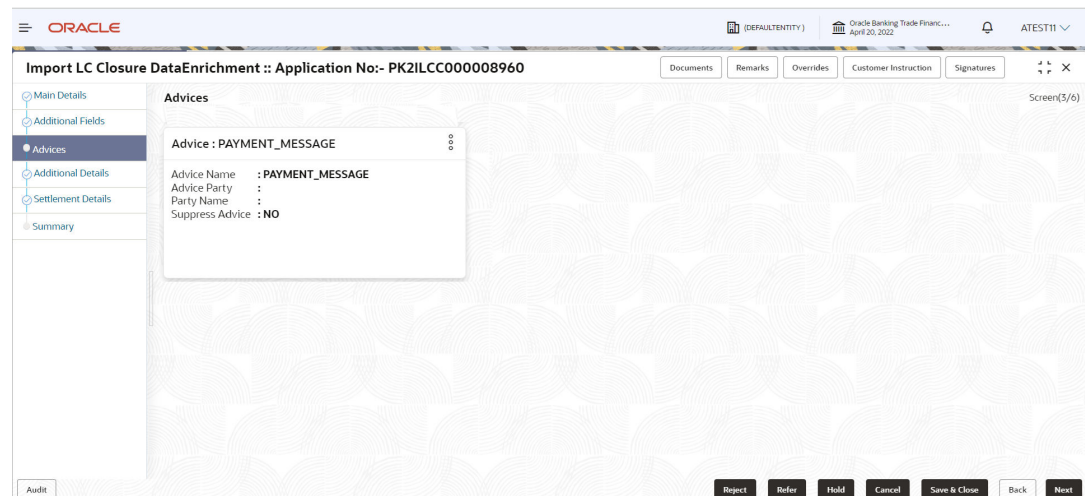 ORACLE
(DEFAULTENTITY )
Oracle Banking Trade Financ...
April 20, 2022
ATEST11
Import LC Closure DataEnrichment :: Application No:- PK2ILCC000008960
Documents
Remarks
Overrides
Customer Instruction
Signatures
Main Details
Additional Fields
Advices
Additional Details
Settlement Details
Summary
Advices
Screen(3/6)
Advice : PAYMENT_MESSAGE
Advice Name : PAYMENT_MESSAGE
Advice Party :
Party Name :
Suppress Advice : NO
Audit
Reject
Refer
Hold
Cancel
Save & Close
Back
Next